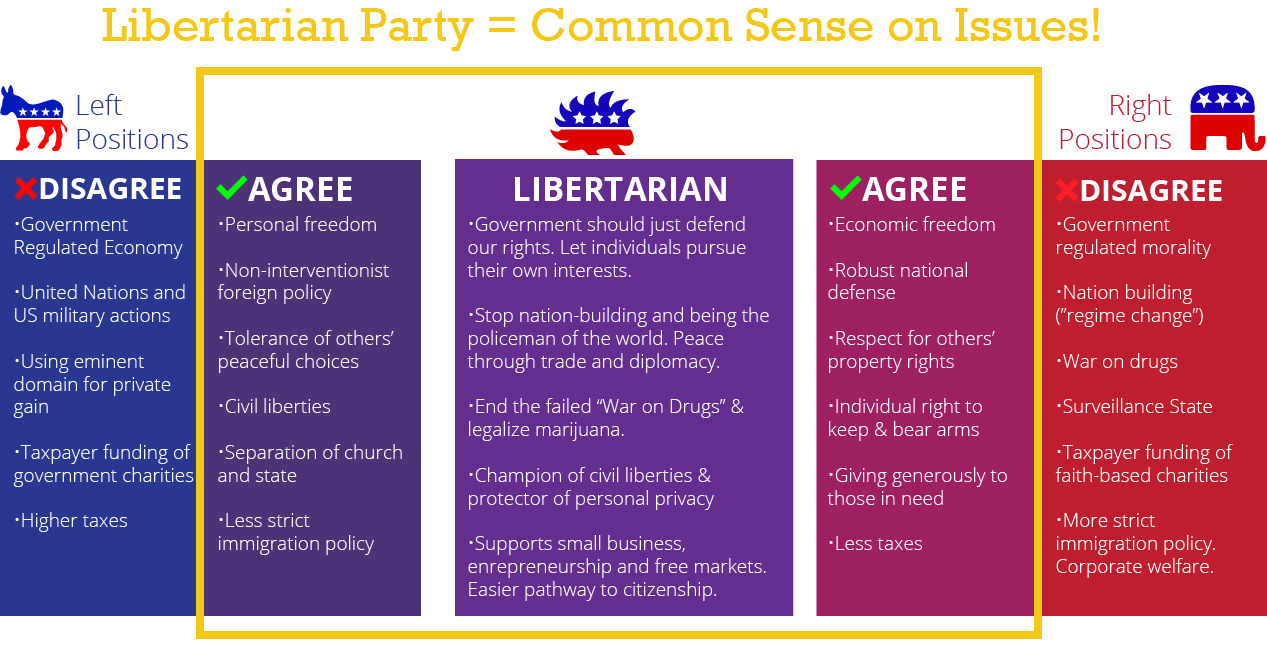 Libertarian Party = Common Sense on Issues!
Left
Positions
Right
Positions
DISAGREE
·Government
Regulated Economy
·United Nations and
US military actions
·Using eminent
domain for private
gain
·Taxpayer funding of
government charities
·Higher taxes
AGREE
·Personal freedom
·Non-interventionist
foreign policy
·Tolerance of others’
peaceful choices
·Civil liberties
·Separation of church
and state
·Less strict
immigration policy
LIBERTARIAN
·Government should just defend
our rights. Let individuals pursue
their own interests.
·Stop nation-building and being the
policeman of the world. Peace
through trade and diplomacy.
·End the failed “War on Drugs” &
legalize marijuana.
·Champion of civil liberties &
protector of personal privacy
·Supports small business,
enrepreneurship and free markets.
Easier pathway to citizenship.
AGREE
·Economic freedom
·Robust national
defense
·Respect for others’
property rights
·Individual right to
keep & bear arms
·Giving generously to
those in need
·Less taxes
DISAGREE
·Government
regulated morality
·Nation building
(”regime change”)
·War on drugs
·Surveillance State
·Taxpayer funding of
faith-based charities
·More strict
immigration policy.
Corporate welfare.